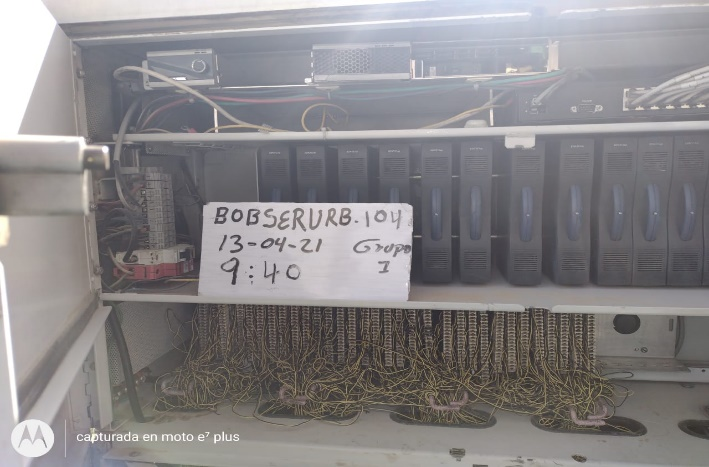 BOBSERURB.104
13-04-21 Grupo
9:40 I
capturada en moto e⁷ plus